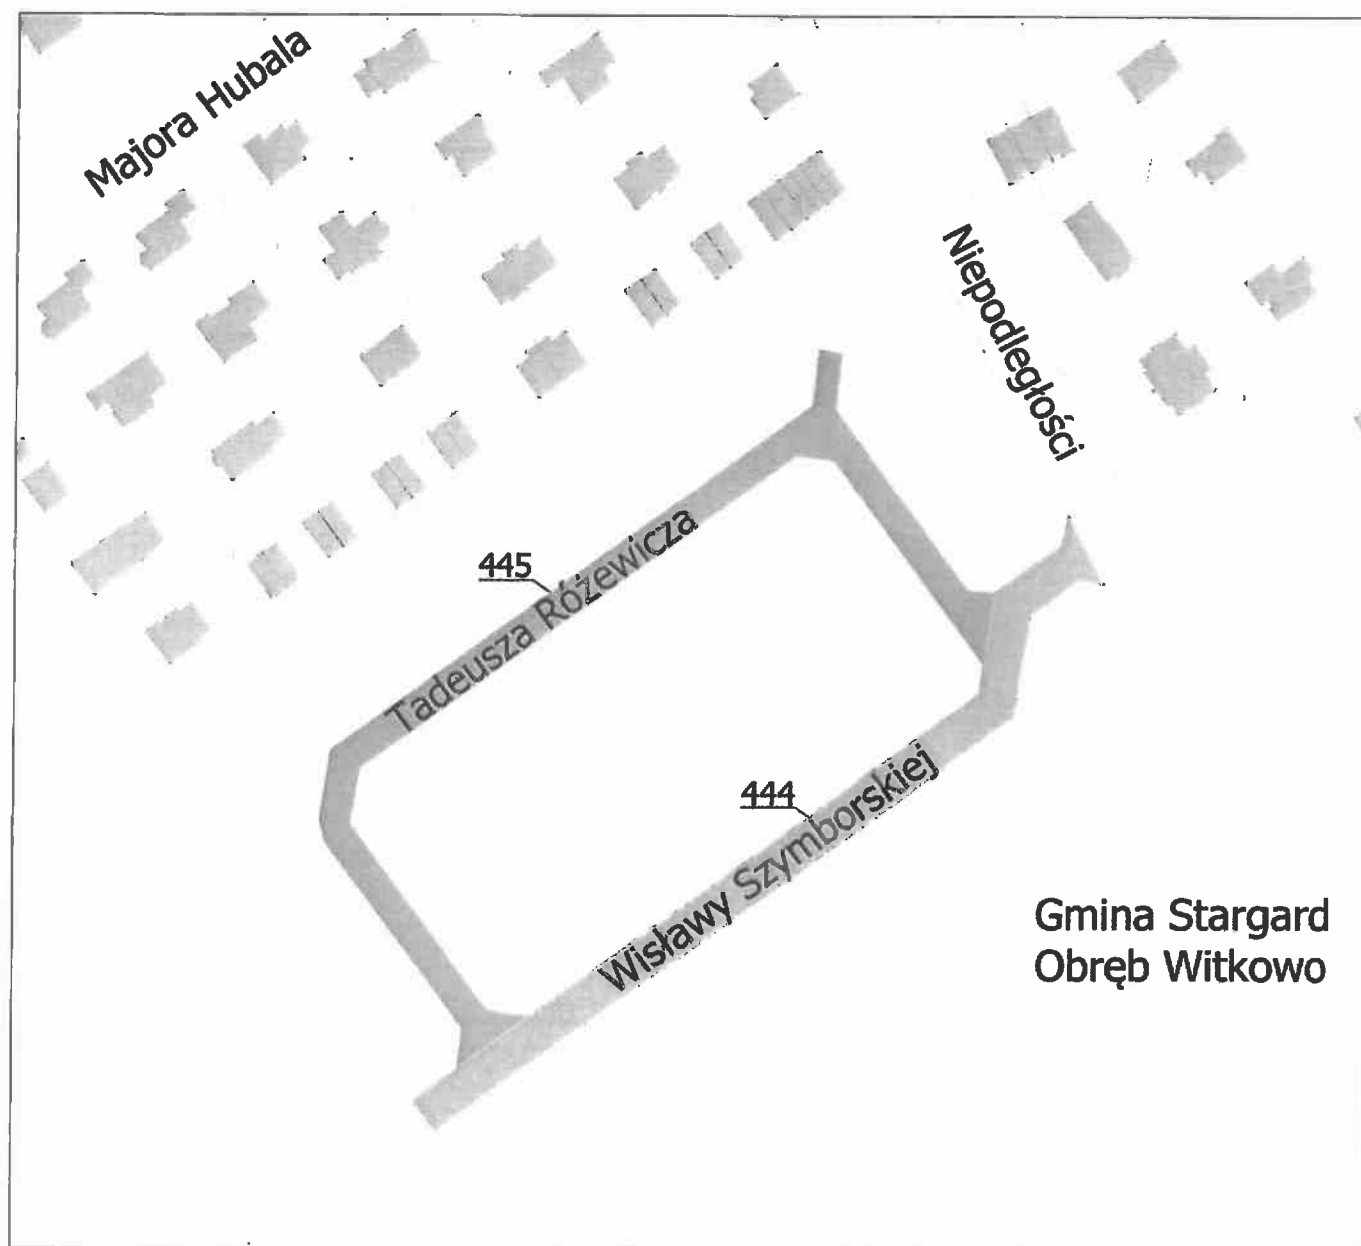 Majora Hubala
Niepodległości
445
Tadeusza Różewicza
444
Wisławy Szymborskiej
Gmina Stargard
Obręb Witkowo